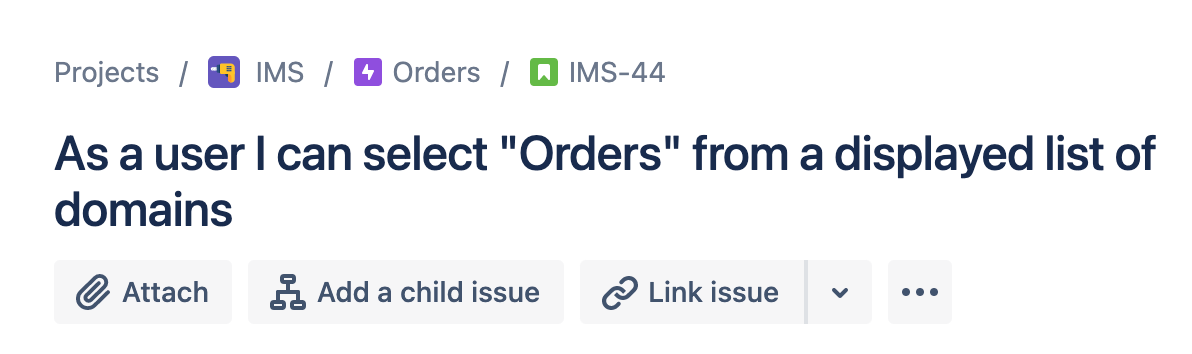 Projects / IMS / Orders / IMS-44
As a user I can select "Orders" from a displayed list of
domains
Attach Add a child issue Link issue